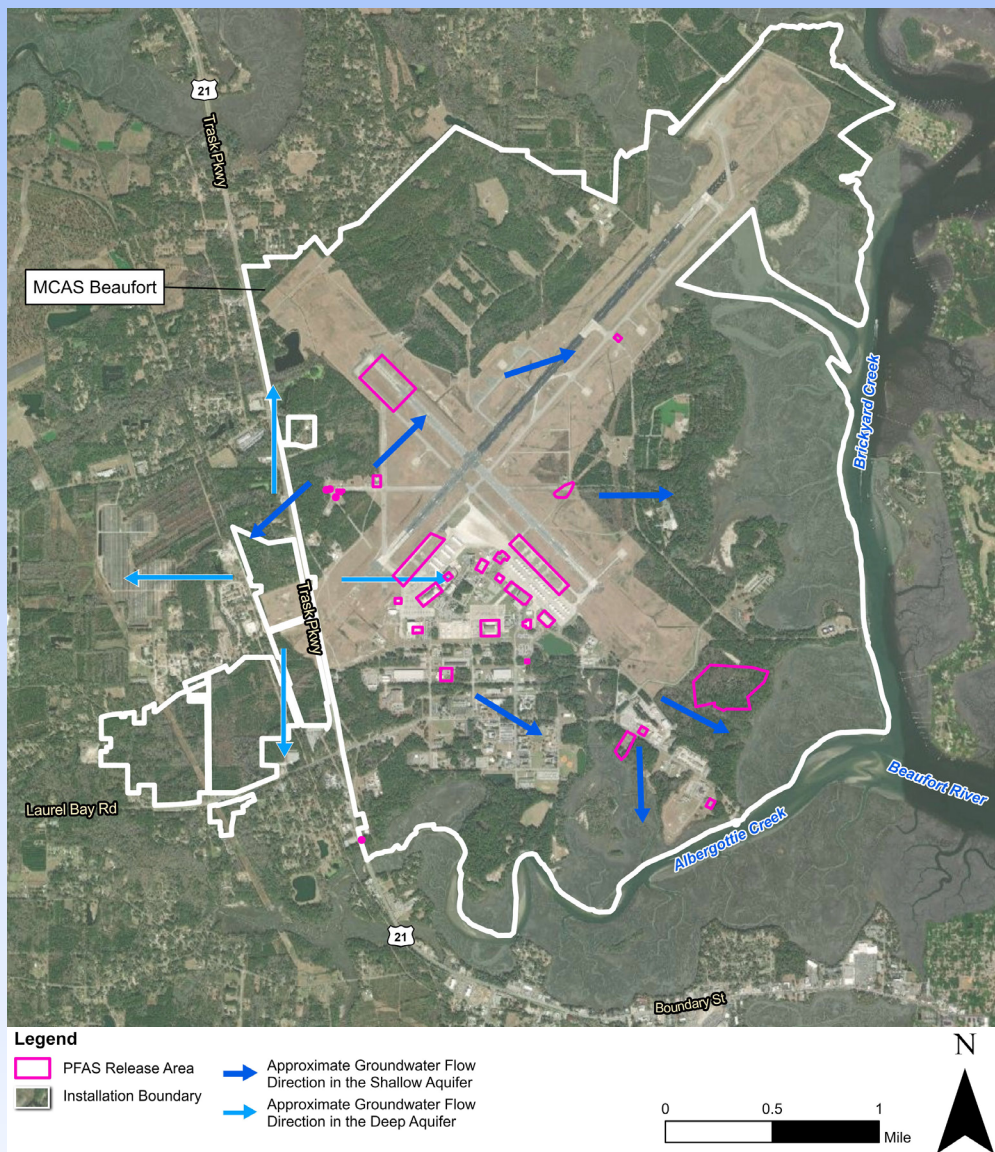 21
Trask Pkwy
MCAS Beaufort
Brickyard Creek
Trask Pkwy
Beaufort River
Laurel Bay Rd
Albergottie Creek
21
Boundary St
Legend
PFAS Release Area
Installation Boundary
Approximate Groundwater Flow
Direction in the Shallow Aquifer
Approximate Groundwater Flow
Direction in the Deep Aquifer
0 0.5 1
Mile
N